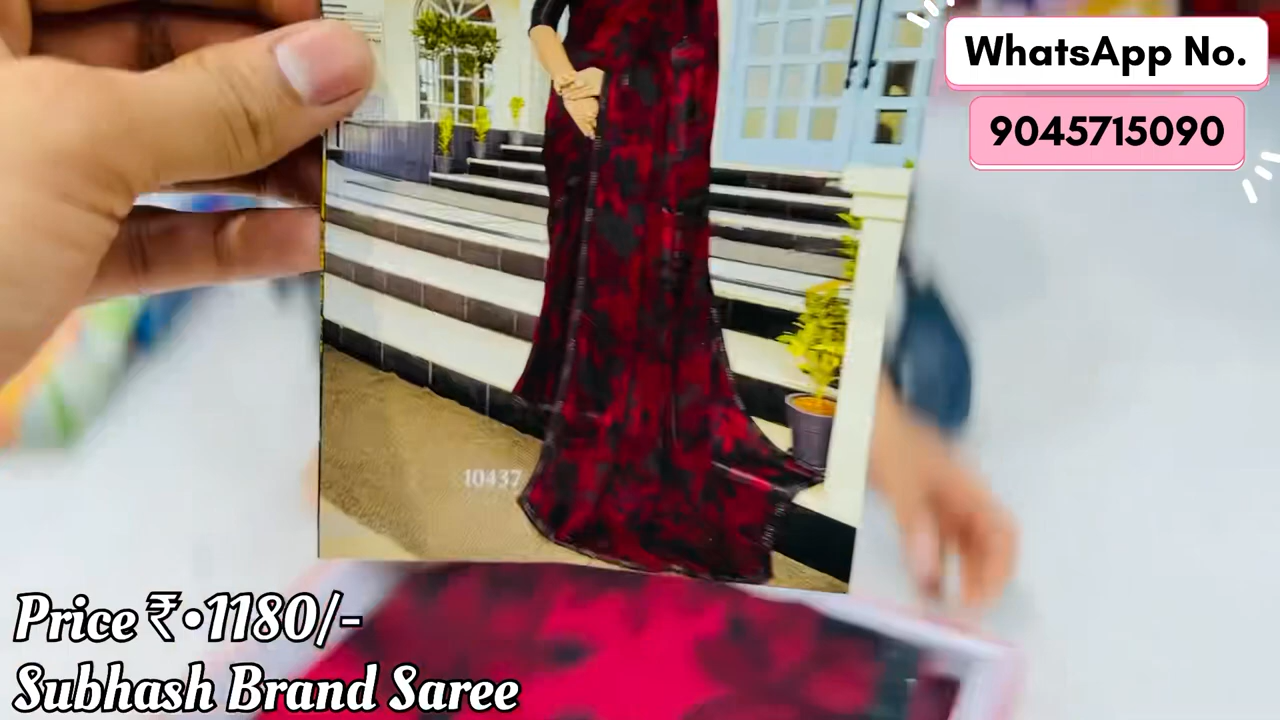 WhatsApp No.
9045715090
10437
Price ₹•1180/-
Subhash Brand Saree